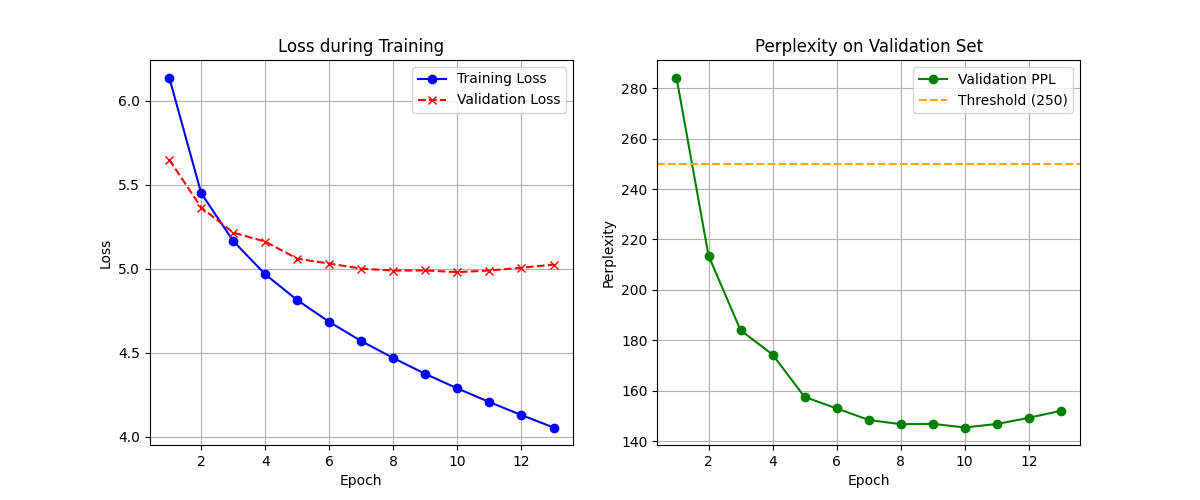 Loss during Training
Training Loss
Validation Loss
6.0
5.5
5.0
4.5
4.0
Loss
2 4 6 8 10 12
Epoch
Perplexity on Validation Set
Validation PPL
Threshold (250)
280
260
240
220
200
180
160
140
Perplexity
2 4 6 8 10 12
Epoch